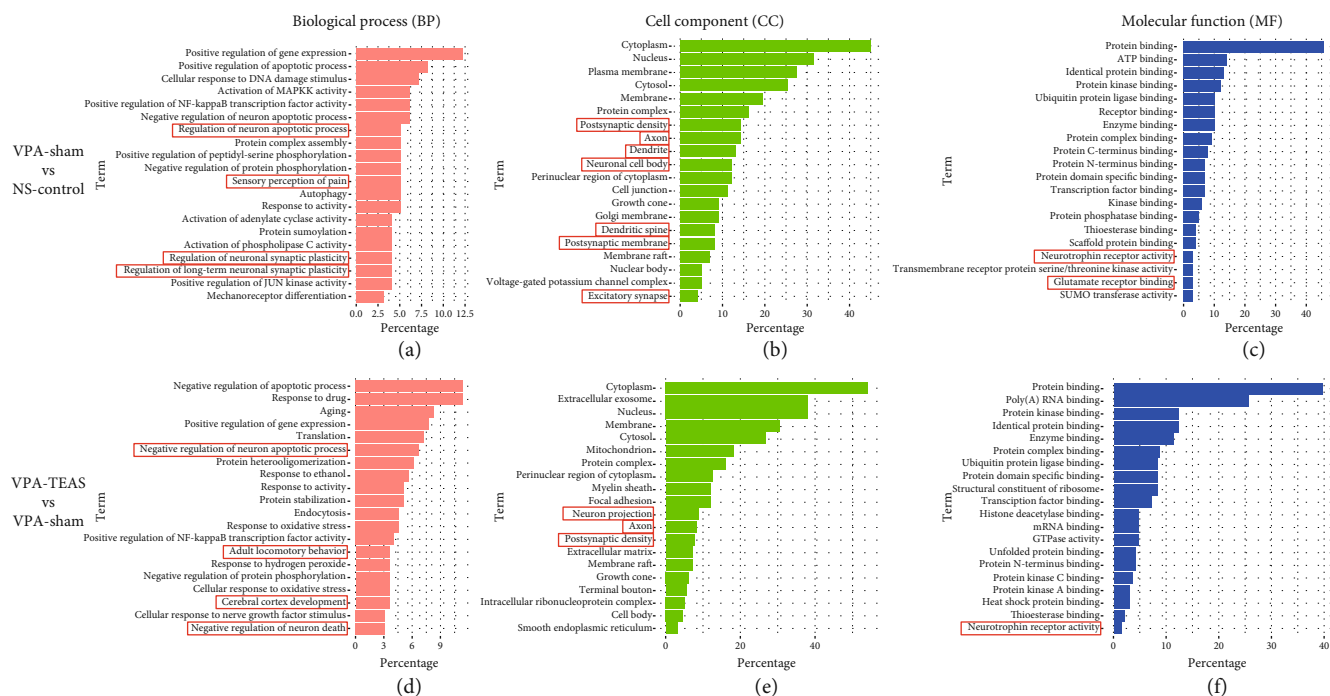 Biological process (BP)
Cell component (CC)
Molecular function (MF)
VPA-sham
vs
NS-control
Term
Positive regulation of gene expression
Positive regulation of apoptotic process
Cellular response to DNA damage stimulus
Activation of MAPKK activity
Positive regulation of NF-kappaB transcription factor activity
Negative regulation of neuron apoptotic process
Regulation of neuron apoptotic process
Protein complex assembly
Positive regulation of peptidyl-serine phosphorylation
Negative regulation of protein phosphorylation
Sensory perception of pain
Autophagy
Response to activity
Activation of adenylate cyclase activity
Protein sumoylation
Activation of phospholipase C activity
Regulation of neuronal synaptic plasticity
Regulation of long-term neuronal synaptic plasticity
Positive regulation of JUN kinase activity
Mechanoreceptor differentiation
0.0 2.5 5.0 7.5 10.0 12.5
Percentage
(a)
Term
Cytoplasm
Nucleus
Plasma membrane
Cytosol
Membrane
Protein complex
Postsynaptic density
Axon
Dendrite
Neuronal cell body
Perinuclear region of cytoplasm
Cell junction
Growth cone
Golgi membrane
Dendritic spine
Postsynaptic membrane
Membrane raft
Nuclear body
Voltage-gated potassium channel complex
Excitatory synapse
0 10 20 30 40
Percentage
(b)
Term
Protein binding
ATP binding
Identical protein binding
Protein kinase binding
Ubiquitin protein ligase binding
Receptor binding
Enzyme binding
Protein complex binding
Protein C-terminus binding
Protein N-terminus binding
Protein domain specific binding
Transcription factor binding
Kinase binding
Protein phosphatase binding
Thioesterase binding
Scaffold protein binding
Neurotrophin receptor activity
Transmembrane receptor protein serine/threonine kinase activity
Glutamate receptor binding
SUMO transferase activity
0 10 20 30 40
Percentage
(c)
VPA-TEAS
vs
VPA-sham
Term
Negative regulation of apoptotic process
Response to drug
Aging
Positive regulation of gene expression
Translation
Negative regulation of neuron apoptotic process
Protein heterooligomerization
Response to ethanol
Response to activity
Protein stabilization
Endocytosis
Response to oxidative stress
Positive regulation of NF-kappaB transcription factor activity
Adult locomotory behavior
Response to hydrogen peroxide
Negative regulation of protein phosphorylation
Cellular response to oxidative stress
Cerebral cortex development
Cellular response to nerve growth factor stimulus
Negative regulation of neuron death
0 3 6 9
Percentage
(d)
Term
Cytoplasm
Extracellular exosome
Nucleus
Membrane
Cytosol
Mitochondrion
Protein complex
Perinuclear region of cytoplasm
Myelin sheath
Focal adhesion
Neuron projection
Axon
Postsynaptic density
Extracellular matrix
Membrane raft
Growth cone
Terminal bouton
Intracellular ribonucleoprotein complex
Cell body
Smooth endoplasmic reticulum
0 20 40
Percentage
(e)
Term
Protein binding
Poly(A) RNA binding
Protein kinase binding
Identical protein binding
Enzyme binding
Protein complex binding
Ubiquitin protein ligase binding
Protein domain specific binding
Structural constituent of ribosome
Transciption factor binding
Histone deacetylase binding
mRNA binding
GTPase activity
Unfolded protein binding
Protein N-terminus binding
Protein kinase C binding
Protein kinase A binding
Heat shock protein binding
Thioesterase binding
Neurotrophin receptor activity
0 10 20 30 40
Percentage
(f)